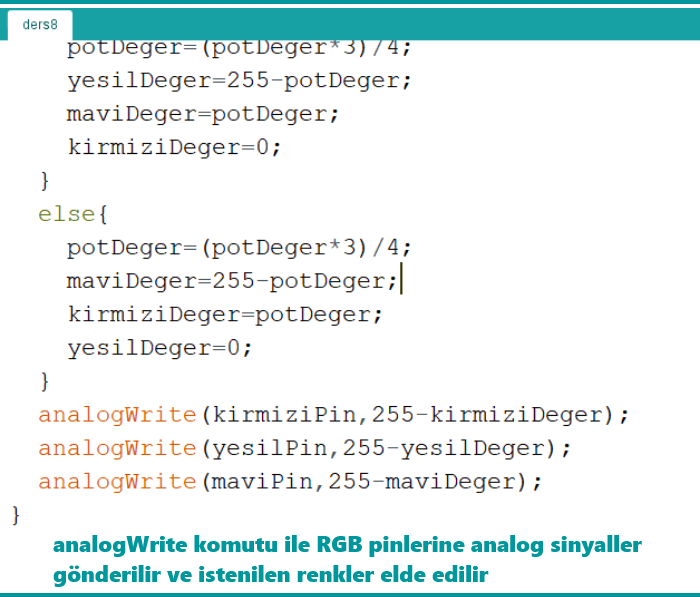 ders8
potDeger=(potDeger*3)/4;
yesilDeger=255-potDeger;
maviDeger=potDeger;
kirmiziDeger=0;
}
else{
potDeger=(potDeger*3)/4;
maviDeger=255-potDeger;
kirmiziDeger=potDeger;
yesilDeger=0;
}
analogWrite(kirmiziPin,255-kirmiziDeger);
analogWrite(yesilPin,255-yesilDeger);
analogWrite(maviPin,255-maviDeger);
}
analogWrite komutu ile RGB pinlerine analog sinyaller
gönderilir ve istenilen renkler elde edilir